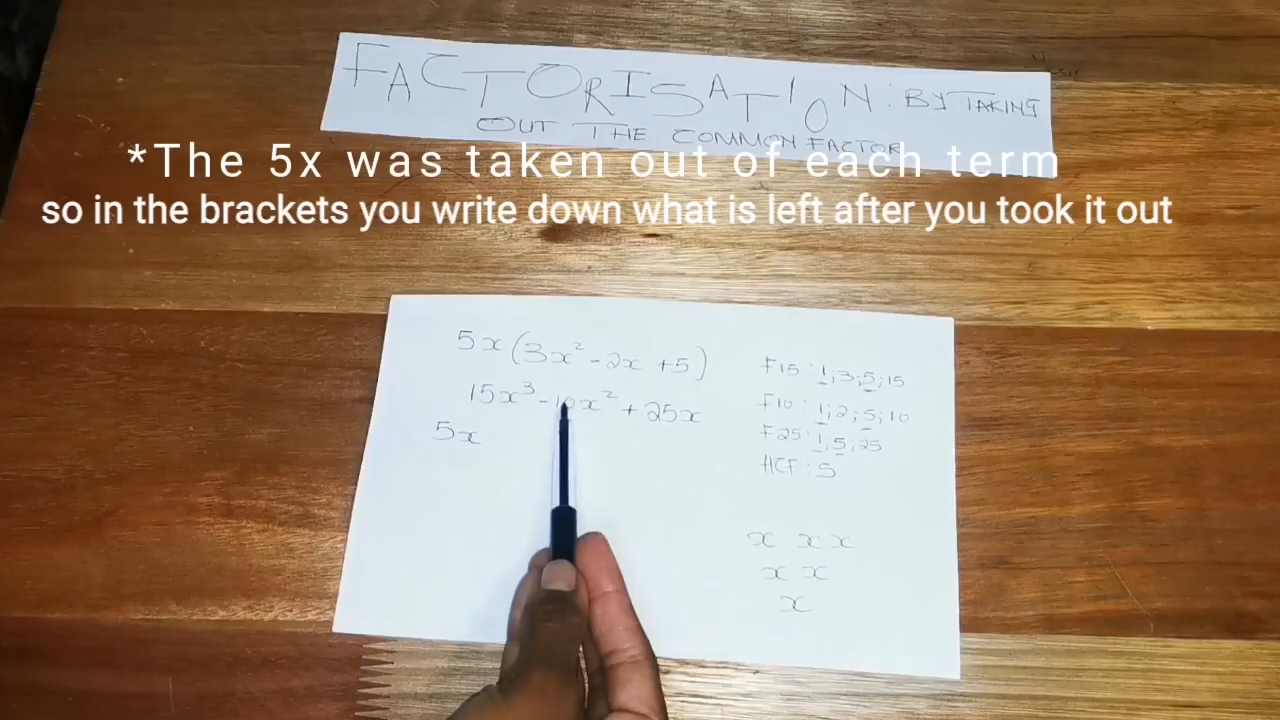 FACTORISATION: BY TAKING
OUT THE COMMON FACTOR
*The 5x was taken out of each term
so in the brackets you write down what is left after you took it out
5x(3x² - 2x + 5)
15x³ - 10x² + 25x
5x
F15: 1; 3; 5; 15
F10: 1; 2; 5; 10
F25: 1; 5; 25
HCF: 5
x xx
x x
x